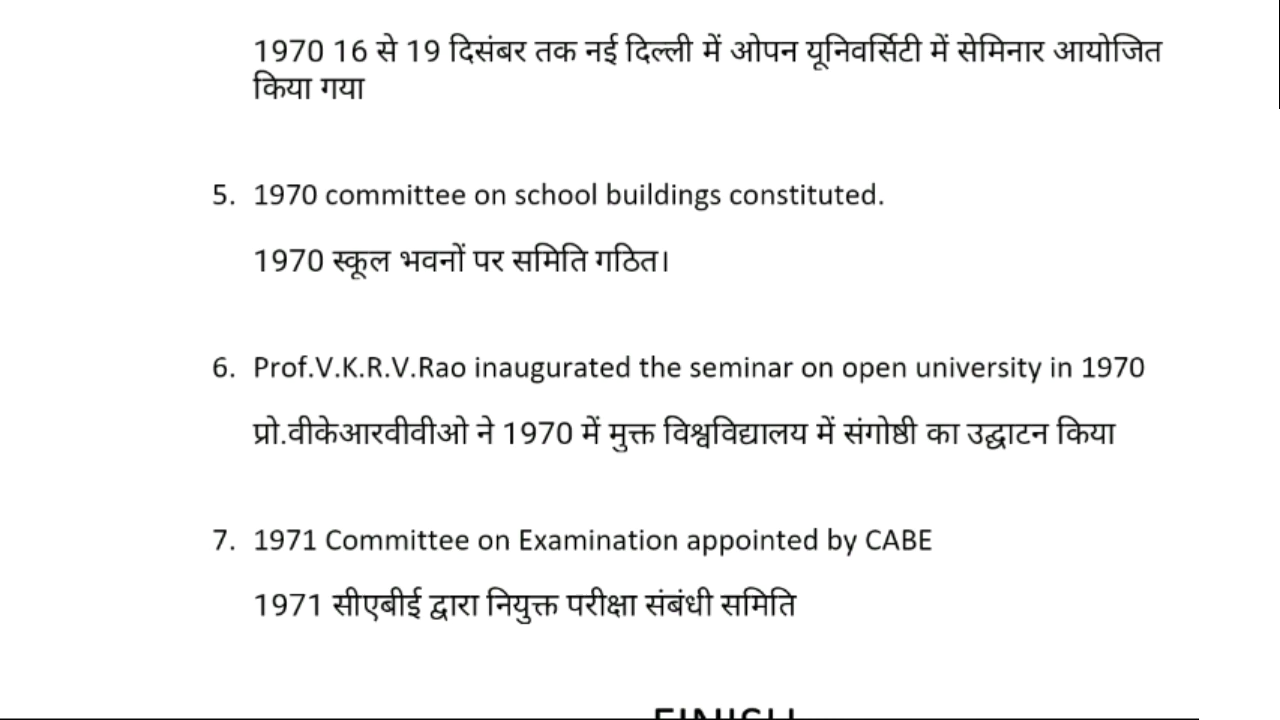 1970 16 से 19 दिसंबर तक नई दिल्ली में ओपन यूनिवर्सिटी में सेमिनार आयोजित
किया गया
5. 1970 committee on school buildings constituted.
1970 स्कूल भवनों पर समिति गठित।
6. Prof.V.K.R.V.Rao inaugurated the seminar on open university in 1970
प्रो.वीकेआरवीवीओ ने 1970 में मुक्त विश्वविद्यालय में संगोष्ठी का उद्घाटन किया
7. 1971 Committee on Examination appointed by CABE
1971 सीएबीई द्वारा नियुक्त परीक्षा संबंधी समिति
FINISH